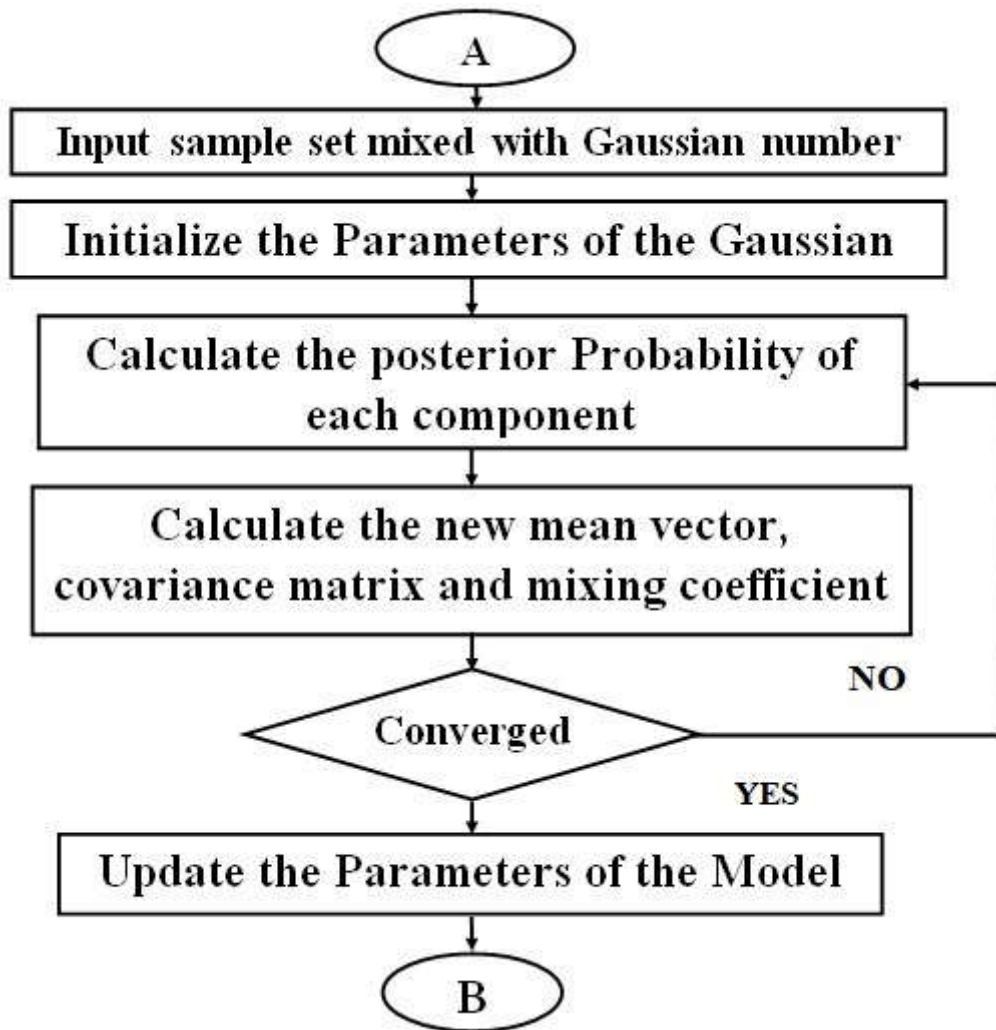 A
Input sample set mixed with Gaussian number
Initialize the Parameters of the Gaussian
Calculate the posterior Probability of
each component
Calculate the new mean vector,
covariance matrix and mixing coefficient
NO
Converged
YES
Update the Parameters of the Model
B